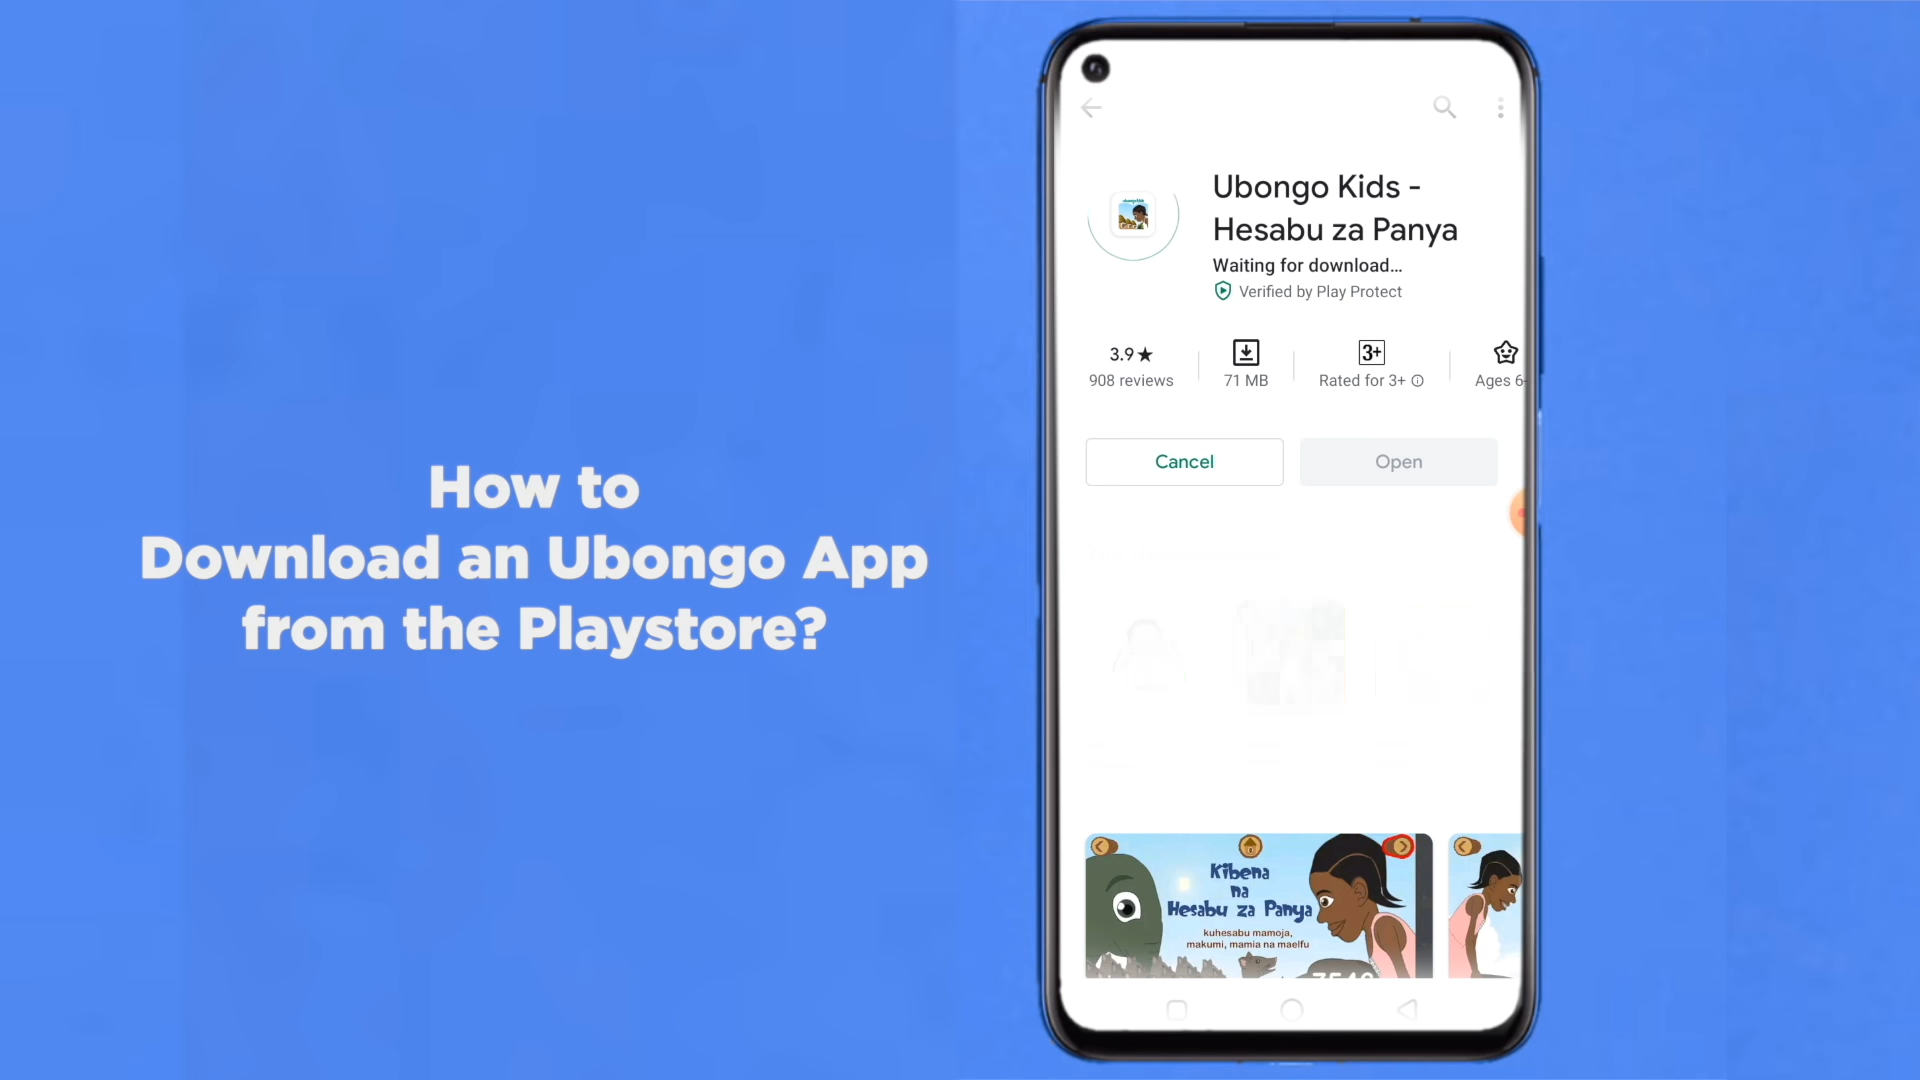 How to
Download an Ubongo App
from the Playstore?
Ubongo Kids -
Hesabu za Panya
Waiting for download...
Verified by Play Protect
3.9★
908 reviews
71 MB
3+
Rated for 3+
Ages 6-
Cancel
Open
Kibena
na
Hesabu za Panya
kuhesabu mamoja,
makumi, mamia na maelfu